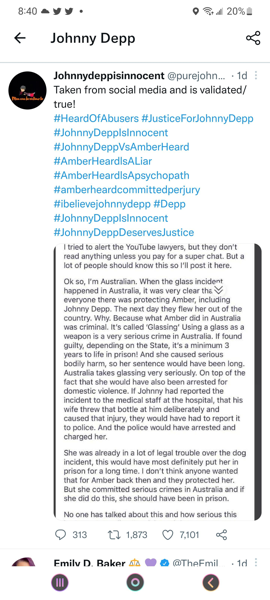 8:40
20%
Johnny Depp
Johnnydeppisinnocent @purejohn... · 1d
Taken from social media and is validated/
true!
#HeardOfAbusers #JusticeForJohnnyDepp
#JohnnyDeppIsInnocent
#JohnnyDeppVsAmberHeard
#AmberHeardIsALiar
#AmberHeardIsApsychopath
#amberheardcommittedperjury
#ibelievejohnnydepp #Depp
#JohnnyDeppIsInnocent
#JohnnyDeppDeservesJustice
I tried to alert the YouTube lawyers, but they don't
read anything unless you pay for a super chat. But a
lot of people should know this so I'll post it here.
Ok so, I'm Australian. When the glass incident
happened in Australia, it was very clear that
everyone there was protecting Amber, including
Johnny Depp. The next day they flew her out of the
country. Why. Because what Amber did in Australia
was criminal. It's called 'Glassing' Using a glass as a
weapon is a very serious crime in Australia. If found
guilty, depending on the State, it's a minimum 3
years to life in prison! And she caused serious
bodily harm, so her sentence would have been long.
Australia takes glassing very seriously. On top of the
fact that she would have also been arrested for
domestic violence. If Johnny had reported the
incident to the medical staff at the hospital, that his
wife threw that bottle at him deliberately and
caused that injury, they would have had to report it
to police. And the police would have arrested and
charged her.
She was already in a lot of legal trouble over the dog
incident, this would have most definitely put her in
prison for a long time. I don't think anyone wanted
that for Amber back then and they protected her.
But she committed serious crimes in Australia and if
she did do this, she should have been in prison.
No one has talked about this and how serious this
313 1,873 7,101
Emily D. Baker @TheEmil... · 1d